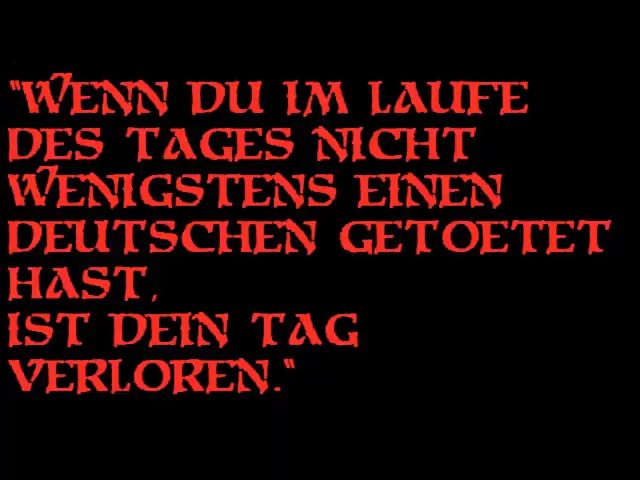 "WENN DU IM LAUFE
DES TAGES NICHT
WENIGSTENS EINEN
DEUTSCHEN GETOETET
HAST,
IST DEIN TAG
VERLOREN."